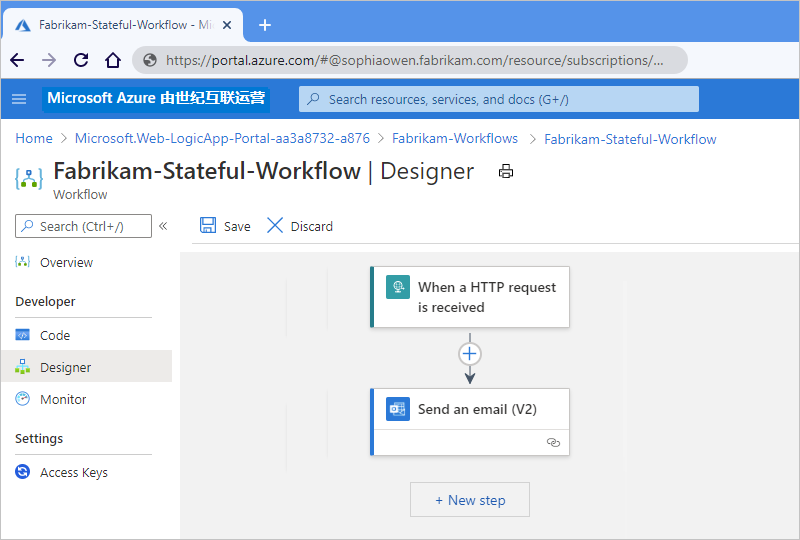 Fabrikam-Stateful-Workflow - Mi
https://portal.azure.com/#@sophiaowen.fabrikam.com/resource/subscriptions/...
Microsoft Azure 由世纪互联运营
Search resources, services, and docs (G+/)
Home > Microsoft.Web-LogicApp-Portal-aa3a8732-a876 > Fabrikam-Workflows > Fabrikam-Stateful-Workflow
Fabrikam-Stateful-Workflow | Designer
Workflow
Search (Ctrl+/) «
Save Discard
Overview
Developer
Code
Designer
Monitor
Settings
Access Keys
When a HTTP request
is received
Send an email (V2)
+ New step